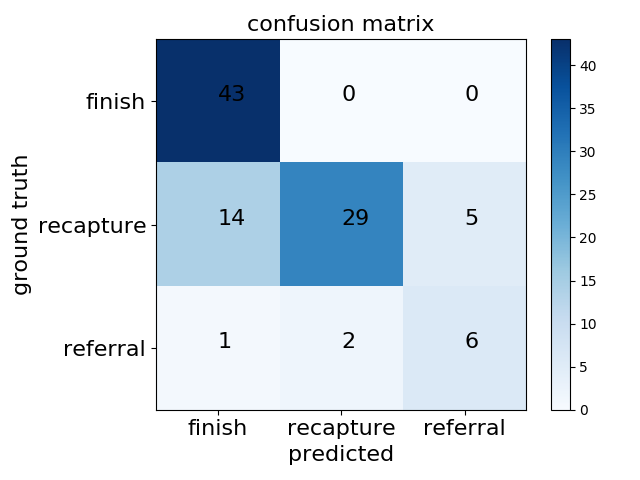 confusion matrix
finish 43 0 0
recapture 14 29 5
referral 1 2 6
finish recapture referral
predicted
ground truth
40
35
30
25
20
15
10
5
0